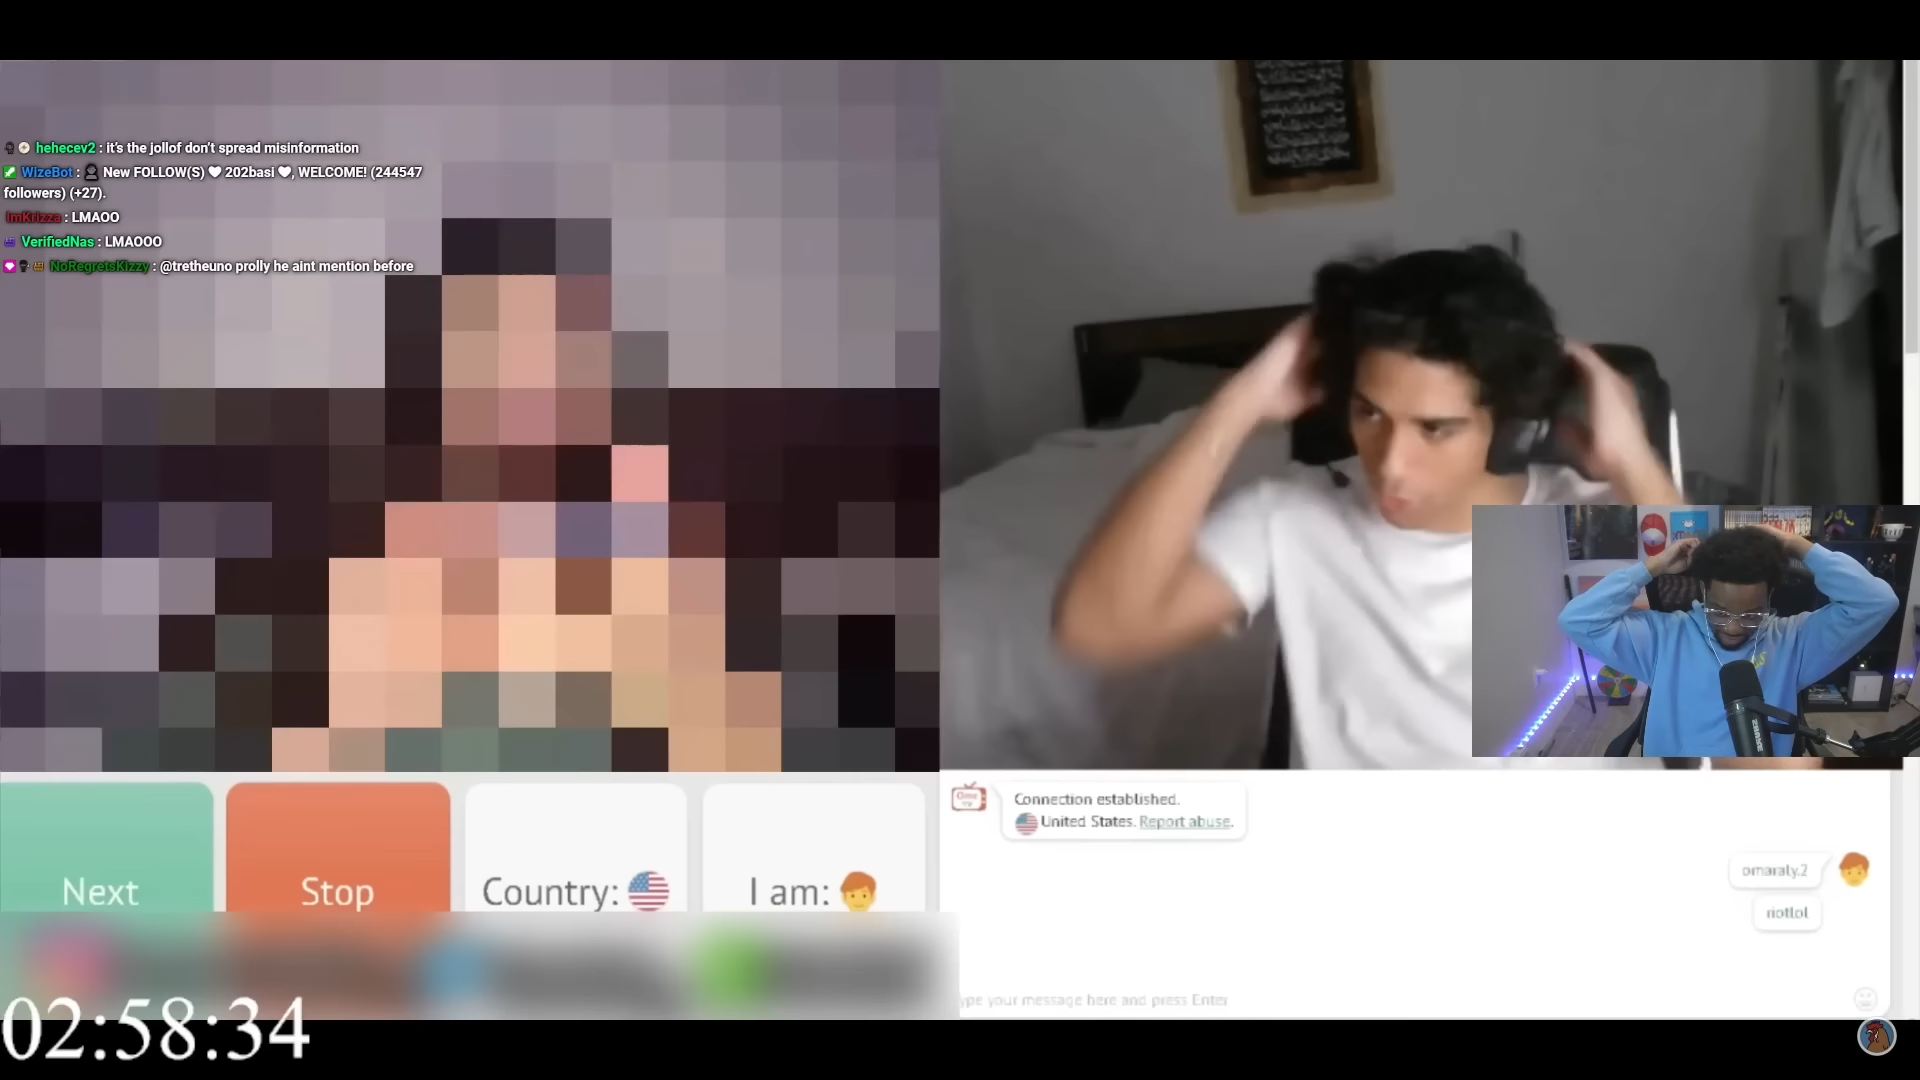 hehecev2 : it's the jollof don't spread misinformation
WizeBot : New FOLLOW(S) 🤍 202basi 🤍, WELCOME! (244547
followers) (+27).
ImKrizza : LMAOO
VerifiedNas : LMAOOO
NoRegretsKizzy : @tretheuno prolly he aint mention before
Connection established.
United States. Report abuse.
omaraly.2
riotlol
Next
Stop
Country:
I am:
ype your message here and press Enter
02:58:34